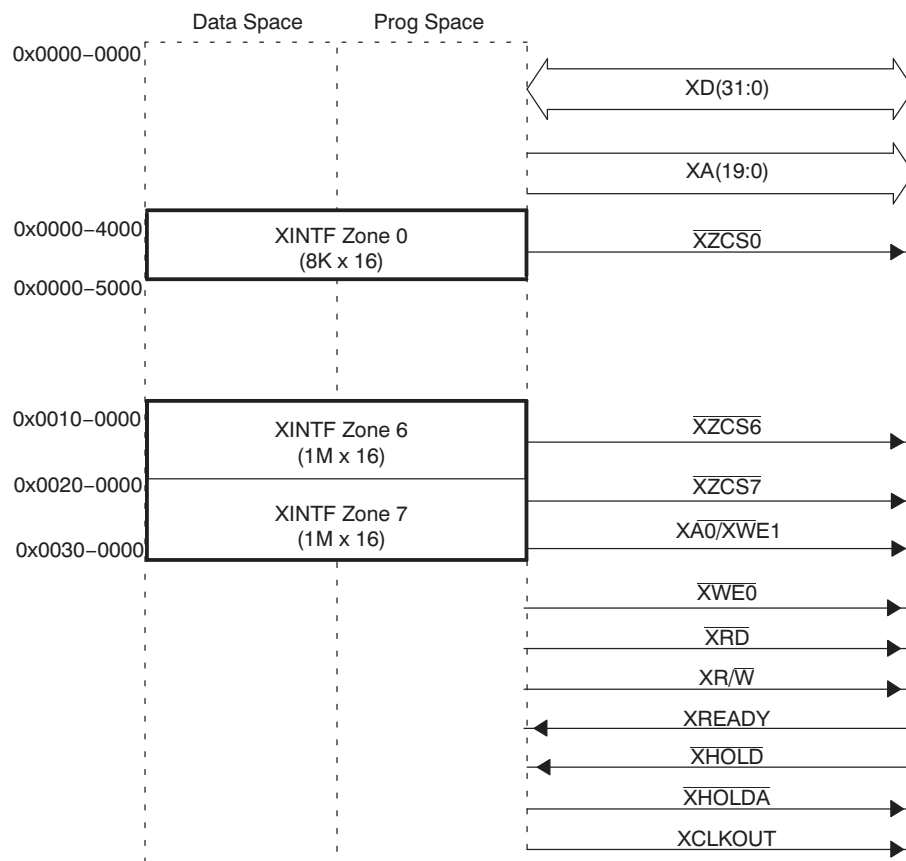 Data Space Prog Space
0x0000–0000
XD(31:0)
XA(19:0)
0x0000–4000
XINTF Zone 0
(8K x 16)
XZCS0
0x0000–5000
0x0010–0000
XINTF Zone 6
(1M x 16)
XZCS6
0x0020–0000
XZCS7
XINTF Zone 7
(1M x 16)
XA0/XWE1
0x0030–0000
XWE0
XRD
XR/W
XREADY
XHOLD
XHOLDA
XCLKOUT